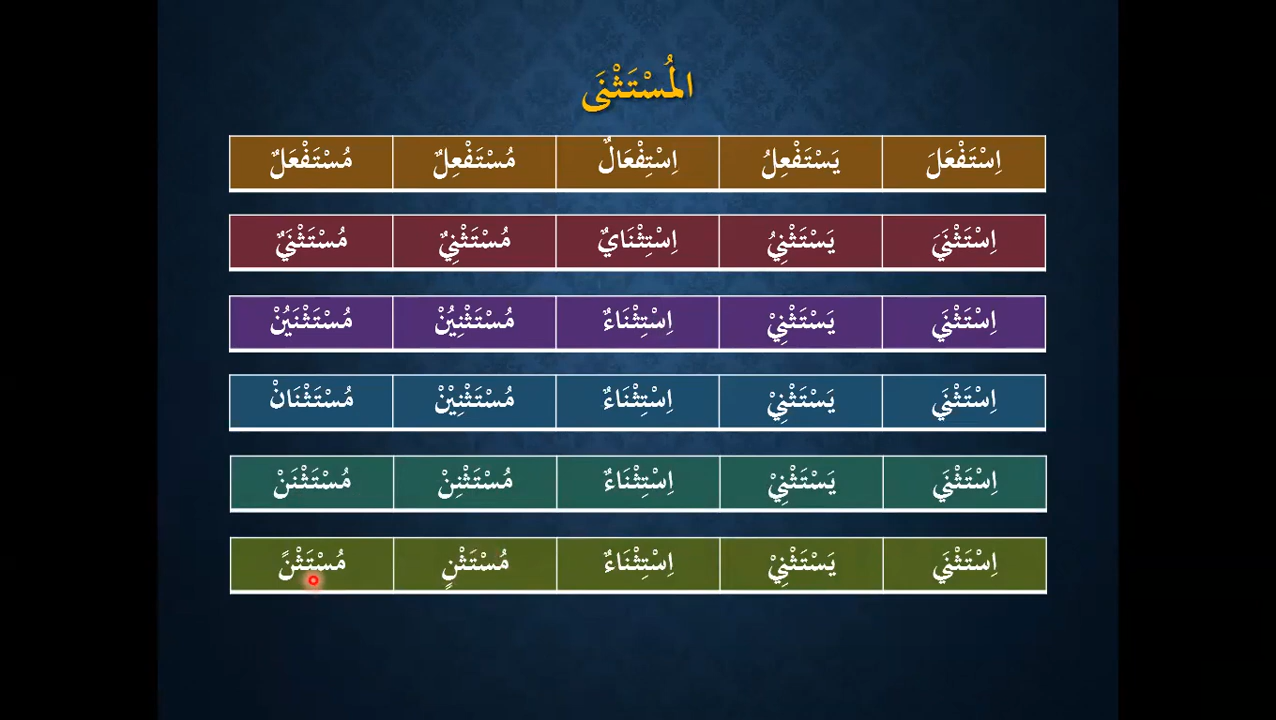 المُسْتَثْنَى
اِسْتَفْعَلَ يَسْتَفْعِلُ اِسْتِفْعَالٌ مُسْتَفْعِلٌ مُسْتَفْعَلٌ
اِسْتَثْنَيَ يَسْتَثْنِيُ اِسْتِثْنَايٌ مُسْتَثْنِيٌ مُسْتَثْنَيٌ
اِسْتَثْنَي يَسْتَثْنِيْ اِسْتِثْنَاءٌ مُسْتَثْنِيُنْ مُسْتَثْنَيُنْ
اِسْتَثْنَي يَسْتَثْنِيْ اِسْتِثْنَاءٌ مُسْتَثْنِيْنْ مُسْتَثْنَانْ
اِسْتَثْنَي يَسْتَثْنِيْ اِسْتِثْنَاءٌ مُسْتَثْنِنْ مُسْتَثْنَنْ
اِسْتَثْنَي يَسْتَثْنِيْ اِسْتِثْنَاءٌ مُسْتَثْنٍ مُسْتَثْنً